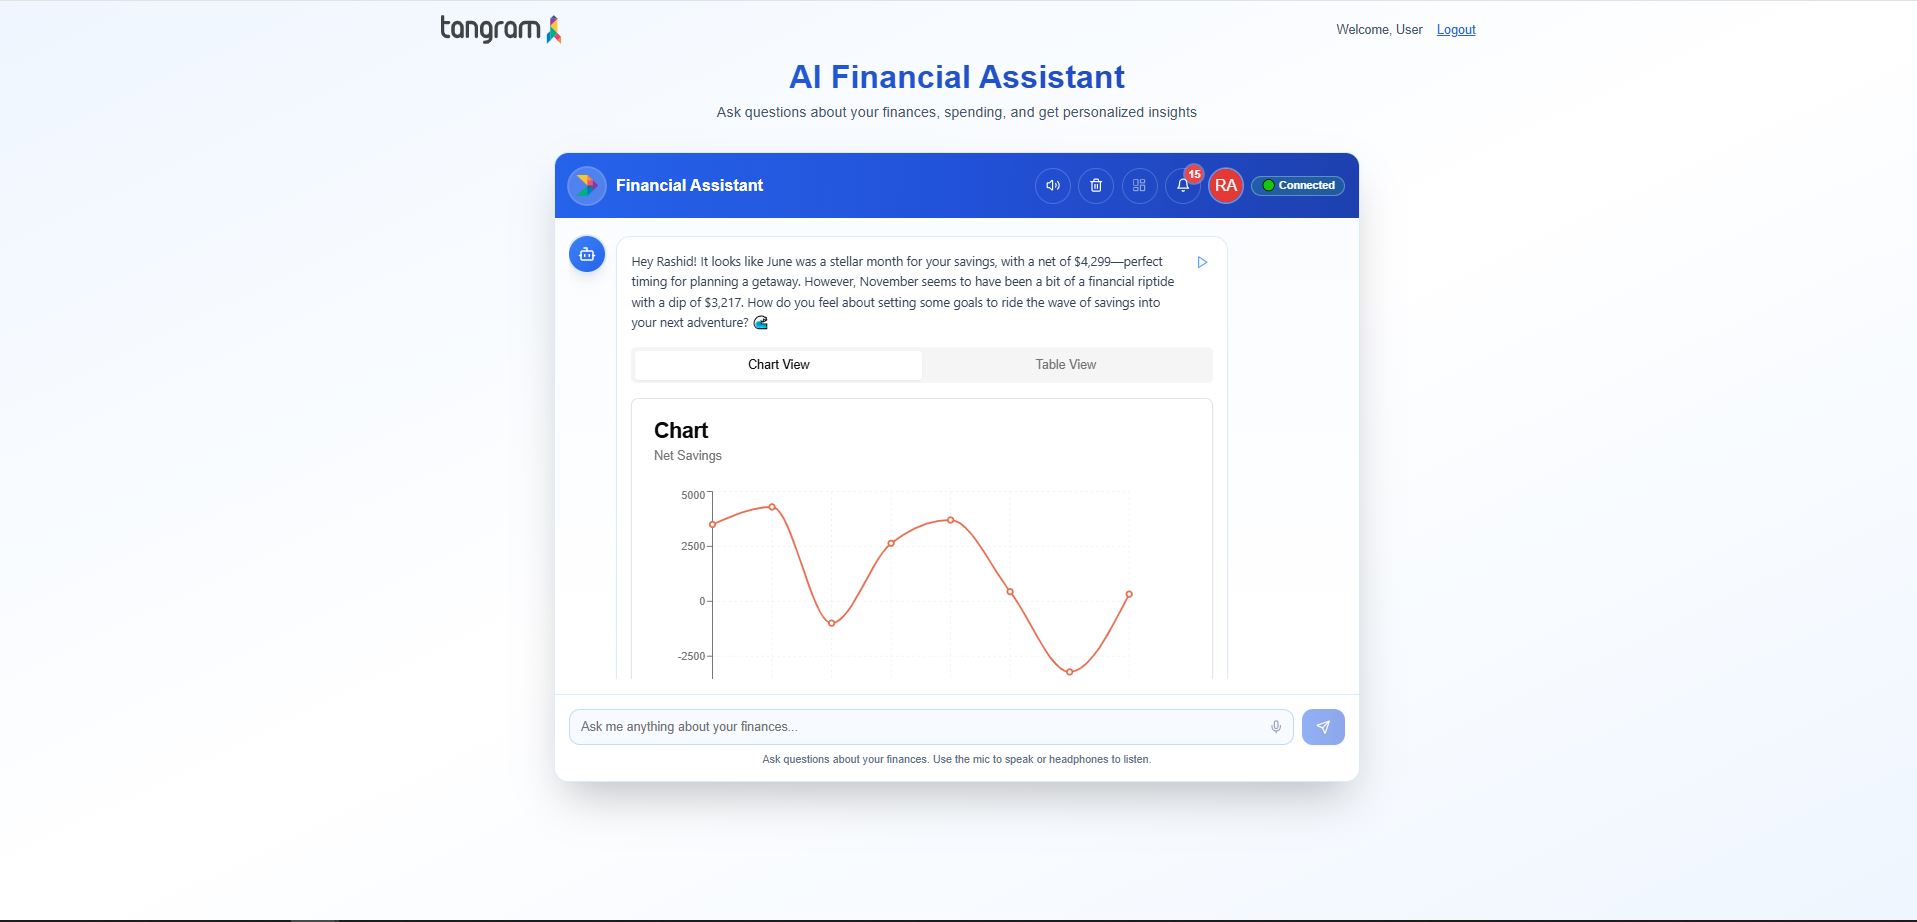 tangram
Welcome, User Logout
AI Financial Assistant
Ask questions about your finances, spending, and get personalized insights
Financial Assistant
15
RA
Connected
Hey Rashid! It looks like June was a stellar month for your savings, with a net of $4,299—perfect
timing for planning a getaway. However, November seems to have been a bit of a financial riptide
with a dip of $3,217. How do you feel about setting some goals to ride the wave of savings into
your next adventure? 🌊
Chart View
Table View
Chart
Net Savings
5000
2500
0
-2500
Ask me anything about your finances...
Ask questions about your finances. Use the mic to speak or headphones to listen.